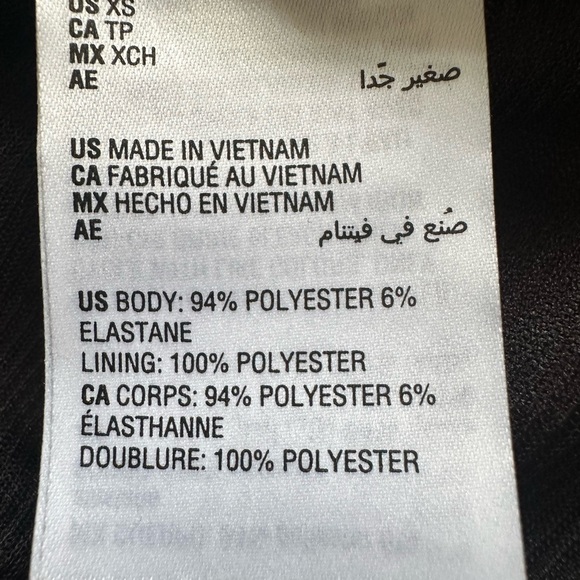 US XS
CA TP
MX XCH
AE صغير جّدا
US MADE IN VIETNAM
CA FABRIQUÉ AU VIETNAM
MX HECHO EN VIETNAM
AE صُنع في فيتنام
US BODY: 94% POLYESTER 6%
ELASTANE
LINING: 100% POLYESTER
CA CORPS: 94% POLYESTER 6%
ÉLASTHANNE
DOUBLURE: 100% POLYESTER